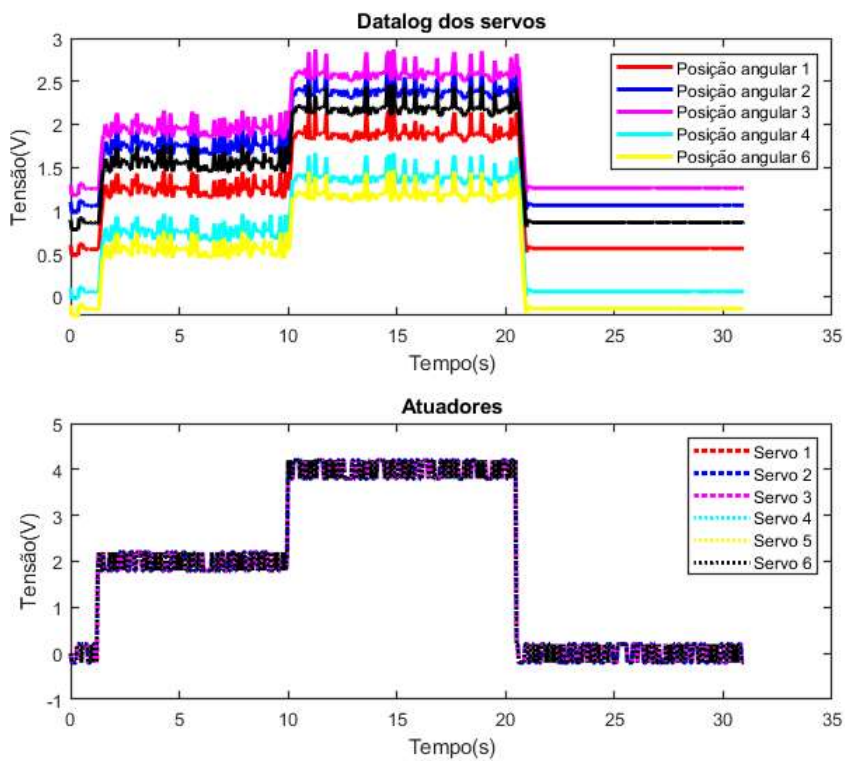 Datalog dos servos
3
2.5
2
1.5
1
0.5
0
Tensão(V)
Posição angular 1
Posição angular 2
Posição angular 3
Posição angular 4
Posição angular 6
0 5 10 15 20 25 30 35
Tempo(s)
Atuadores
5
4
3
2
1
0
-1
Tensão(V)
Servo 1
Servo 2
Servo 3
Servo 4
Servo 5
Servo 6
0 5 10 15 20 25 30 35
Tempo(s)